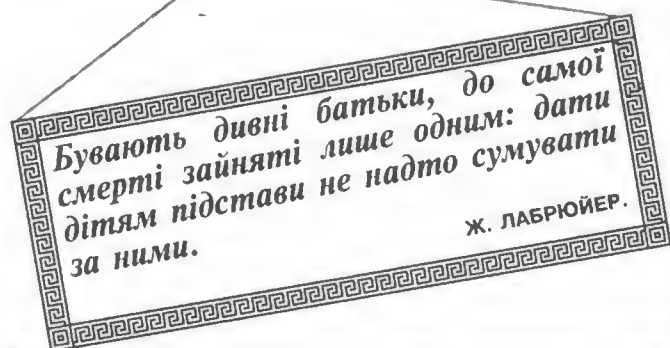 Бувають дивні батьки, до самої
смерті зайняті лише одним: дати
дітям підстави не надто сумувати
за ними.
Ж. ЛАБРЮЙЕР.